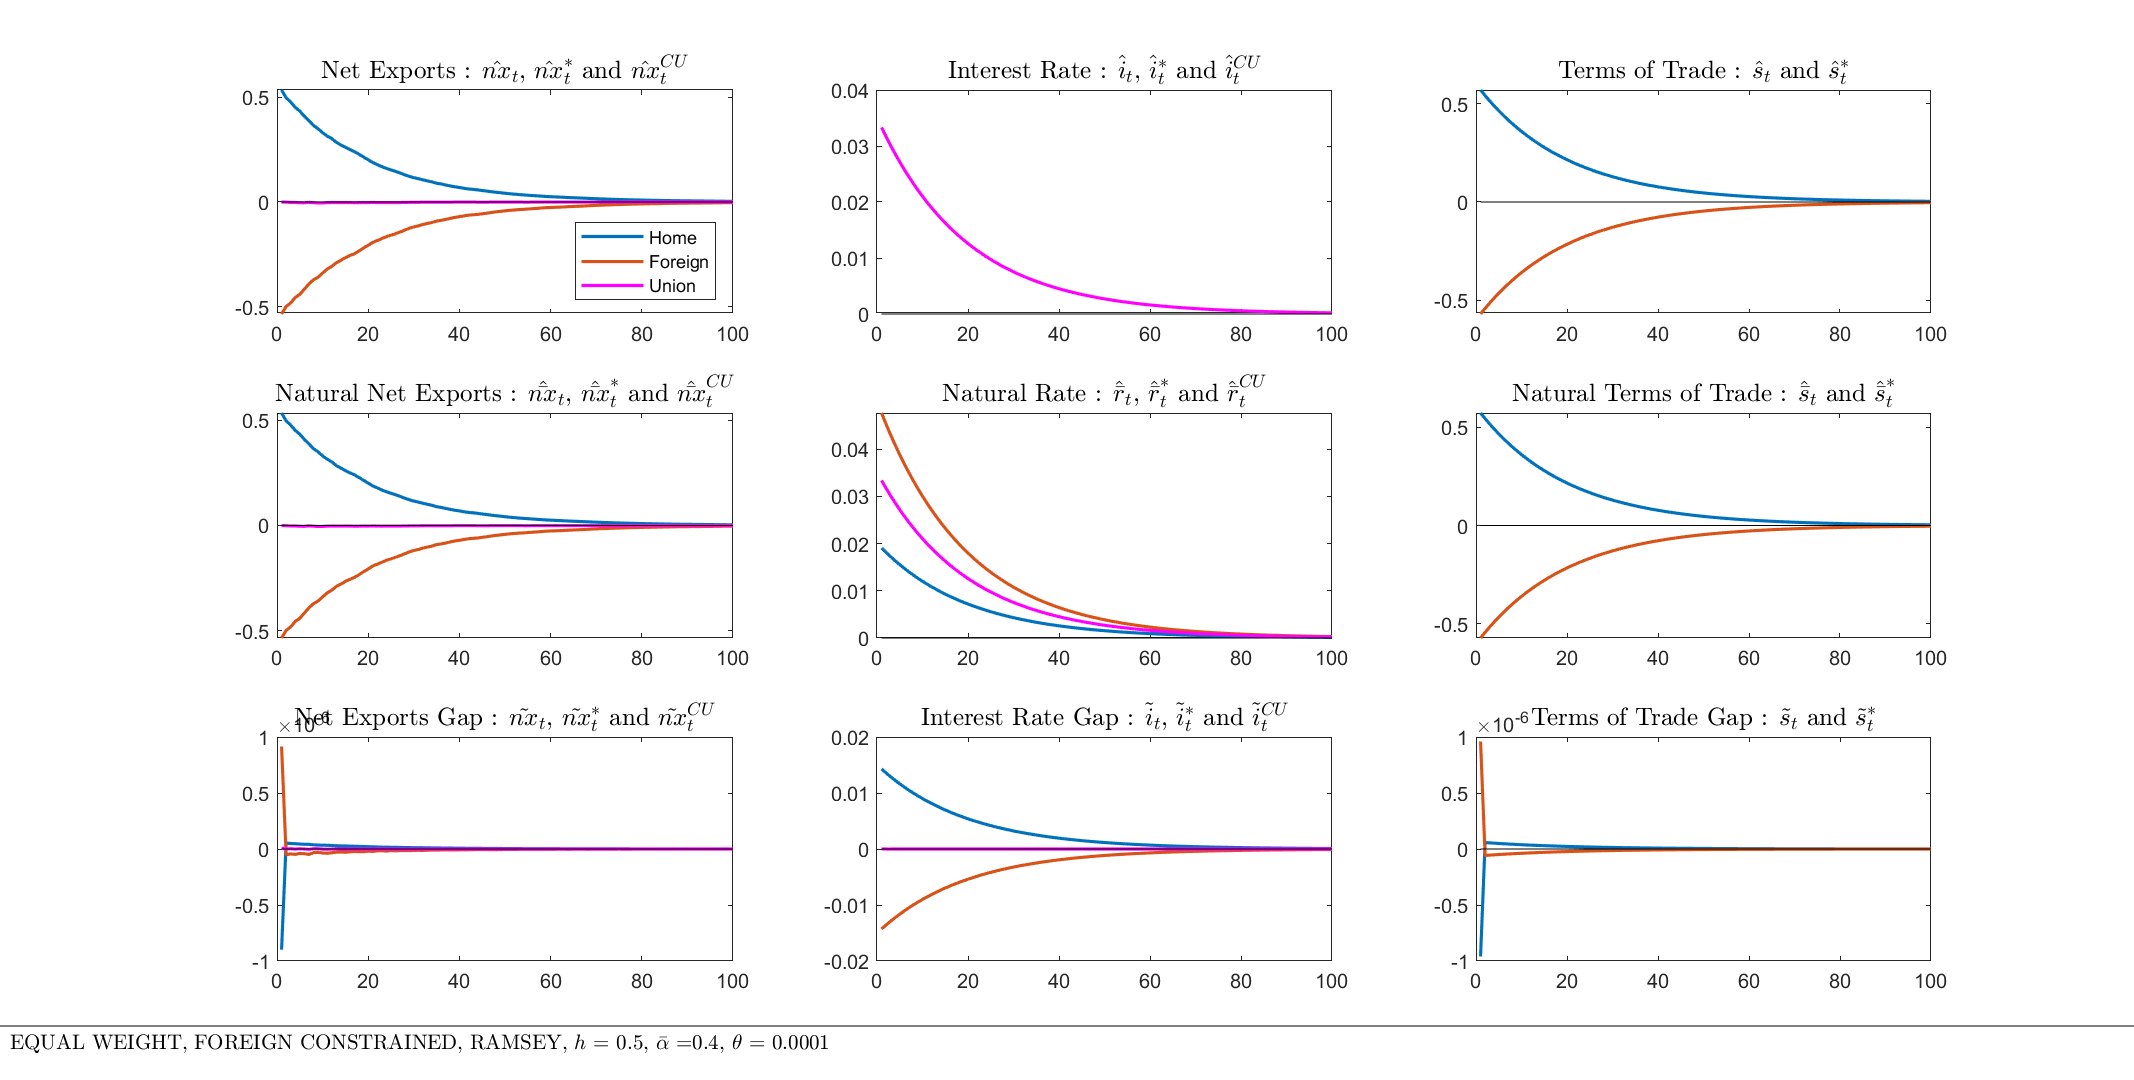 Net Exports : n̂x_t, n̂x_t^* and n̂x_t^{CU}
Interest Rate : î_t, î_t^* and î_t^{CU}
Terms of Trade : ŝ_t and ŝ_t^*
0.5
0
-0.5
0 20 40 60 80 100
Home
Foreign
Union
0.04
0.03
0.02
0.01
0
0 20 40 60 80 100
0.5
0
-0.5
0 20 40 60 80 100
Natural Net Exports : n̄̂x_t, n̄̂x_t^* and n̄̂x_t^{CU}
Natural Rate : r̄̂_t, r̄̂_t^* and r̄̂_t^{CU}
Natural Terms of Trade : s̄̂_t and s̄̂_t^*
0.5
0
-0.5
0 20 40 60 80 100
0.04
0.03
0.02
0.01
0
0 20 40 60 80 100
0.5
0
-0.5
0 20 40 60 80 100
Net Exports Gap : ñx_t, ñx_t^* and ñx_t^{CU}
Interest Rate Gap : ĩ_t, ĩ_t^* and ĩ_t^{CU}
Terms of Trade Gap : s̃_t and s̃_t^*
×10^{-6}
1
0.5
0
-0.5
-1
0 20 40 60 80 100
0.02
0.01
0
-0.01
-0.02
0 20 40 60 80 100
×10^{-6}
1
0.5
0
-0.5
-1
0 20 40 60 80 100
EQUAL WEIGHT, FOREIGN CONSTRAINED, RAMSEY, h = 0.5, ᾱ =0.4, θ = 0.0001